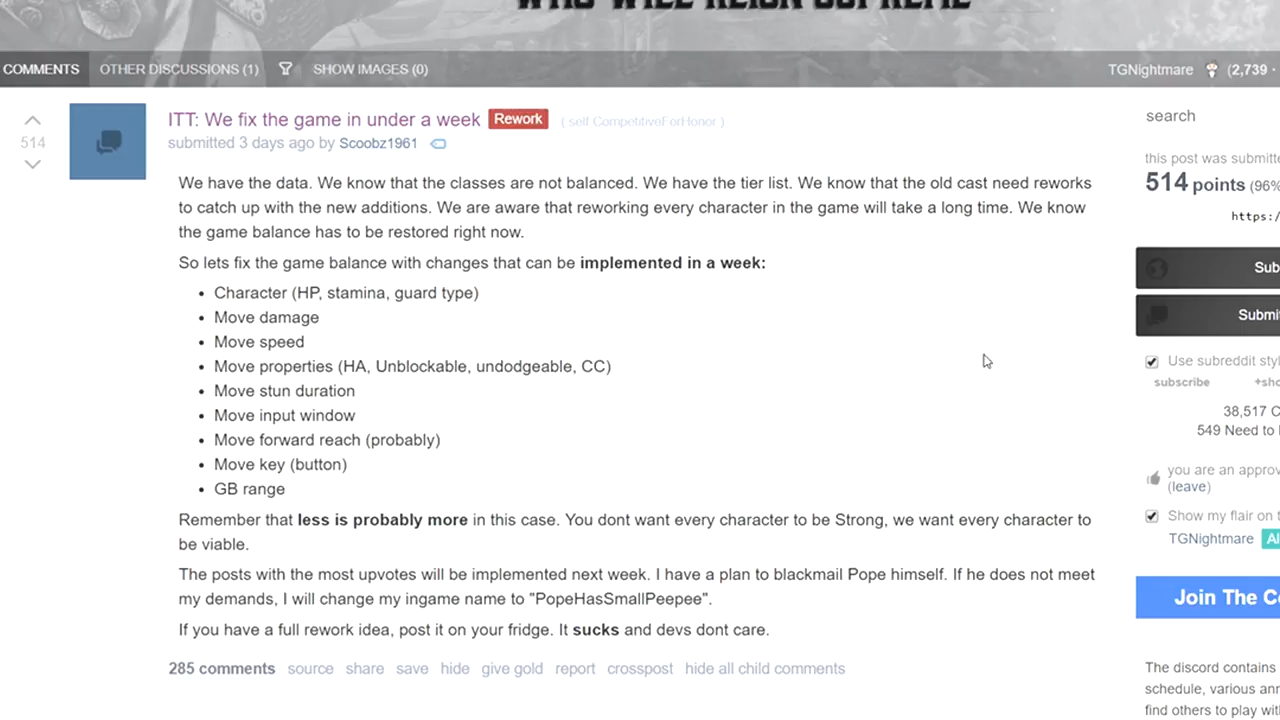 WHO WILL REIGN SUPREME
COMMENTS OTHER DISCUSSIONS (1) SHOW IMAGES (0) TGNightmare (2,739 ·
ITT: We fix the game in under a week Rework ( self.CompetitiveForHonor )
514
submitted 3 days ago by Scoobz1961
We have the data. We know that the classes are not balanced. We have the tier list. We know that the old cast need reworks
to catch up with the new additions. We are aware that reworking every character in the game will take a long time. We know
the game balance has to be restored right now.
So lets fix the game balance with changes that can be implemented in a week:
• Character (HP, stamina, guard type)
• Move damage
• Move speed
• Move properties (HA, Unblockable, undodgeable, CC)
• Move stun duration
• Move input window
• Move forward reach (probably)
• Move key (button)
• GB range
Remember that less is probably more in this case. You dont want every character to be Strong, we want every character to
be viable.
The posts with the most upvotes will be implemented next week. I have a plan to blackmail Pope himself. If he does not meet
my demands, I will change my ingame name to "PopeHasSmallPeepee".
If you have a full rework idea, post it on your fridge. It sucks and devs dont care.
285 comments source share save hide give gold report crosspost hide all child comments
search
this post was submitte
514 points (96%
https:/
Sub
Submi
Use subreddit styl
subscribe +sho
38,517 C
549 Need to
you are an approv
(leave)
Show my flair on t
TGNightmare Al
Join The C
The discord contains
schedule, various ann
find others to play wit